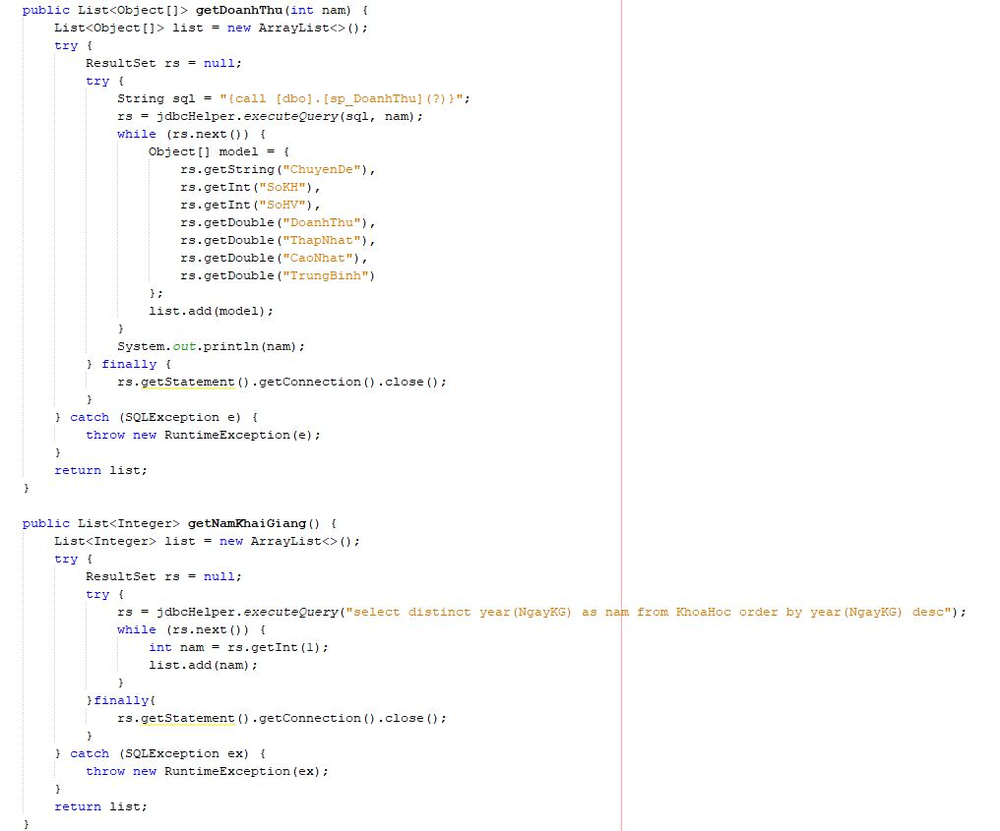 public List<Object[]> getDoanhThu(int nam) {
    List<Object[]> list = new ArrayList<>();
    try {
        ResultSet rs = null;
        try {
            String sql = "{call [dbo].[sp_DoanhThu](?)}";
            rs = jdbcHelper.executeQuery(sql, nam);
            while (rs.next()) {
                Object[] model = {
                    rs.getString("ChuyenDe"),
                    rs.getInt("SoKH"),
                    rs.getInt("SoHV"),
                    rs.getDouble("DoanhThu"),
                    rs.getDouble("ThapNhat"),
                    rs.getDouble("CaoNhat"),
                    rs.getDouble("TrungBinh")
                };
                list.add(model);
            }
            System.out.println(nam);
        } finally {
            rs.getStatement().getConnection().close();
        }
    } catch (SQLException e) {
        throw new RuntimeException(e);
    }
    return list;
}

public List<Integer> getNamKhaiGiang() {
    List<Integer> list = new ArrayList<>();
    try {
        ResultSet rs = null;
        try {
            rs = jdbcHelper.executeQuery("select distinct year(NgayKG) as nam from KhoaHoc order by year(NgayKG) desc");
            while (rs.next()) {
                int nam = rs.getInt(1);
                list.add(nam);
            }
        }finally{
            rs.getStatement().getConnection().close();
        }
    } catch (SQLException ex) {
        throw new RuntimeException(ex);
    }
    return list;
}